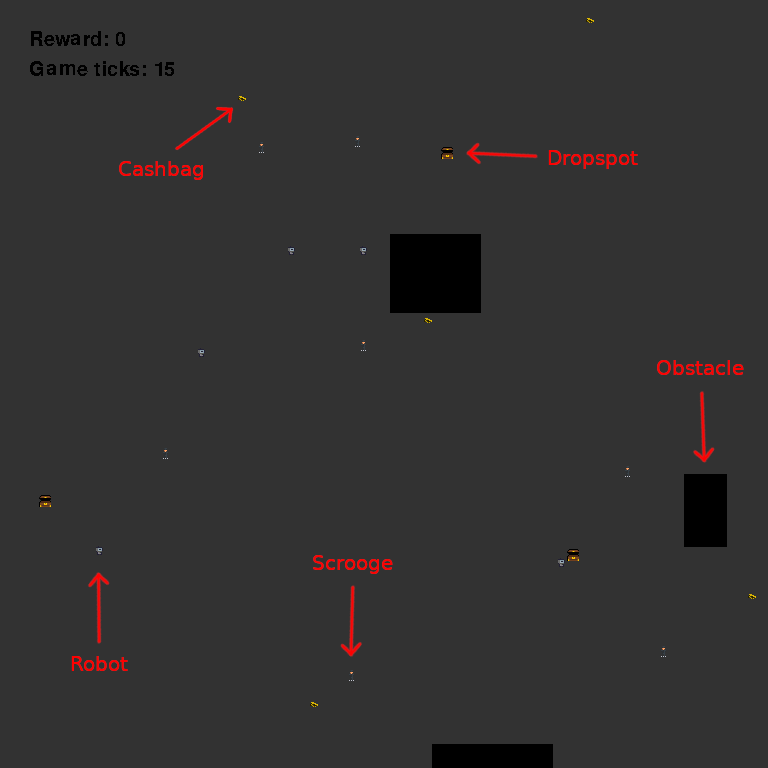 Reward: 0
Game ticks: 15
Cashbag
Dropspot
Obstacle
Scrooge
Robot